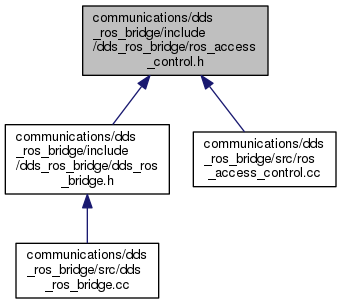 communications/dds
_ros_bridge/include
/dds_ros_bridge/ros_access
_control.h
communications/dds
_ros_bridge/include
/dds_ros_bridge/dds_ros
_bridge.h
communications/dds
_ros_bridge/src/ros
_access_control.cc
communications/dds
_ros_bridge/src/dds
_ros_bridge.cc